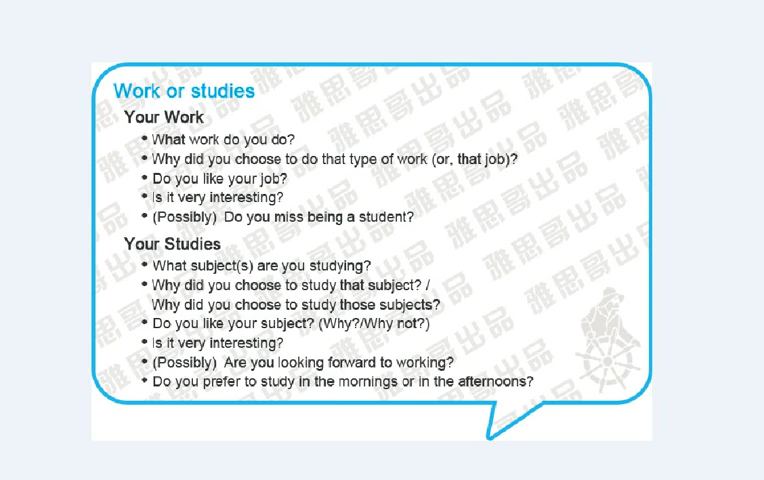 Work or studies
Your Work
• What work do you do?
• Why did you choose to do that type of work (or, that job)?
• Do you like your job?
• Is it very interesting?
• (Possibly) Do you miss being a student?
Your Studies
• What subject(s) are you studying?
• Why did you choose to study that subject? /
Why did you choose to study those subjects?
• Do you like your subject? (Why?/Why not?)
• Is it very interesting?
• (Possibly) Are you looking forward to working?
• Do you prefer to study in the mornings or in the afternoons?
雅思哥出品